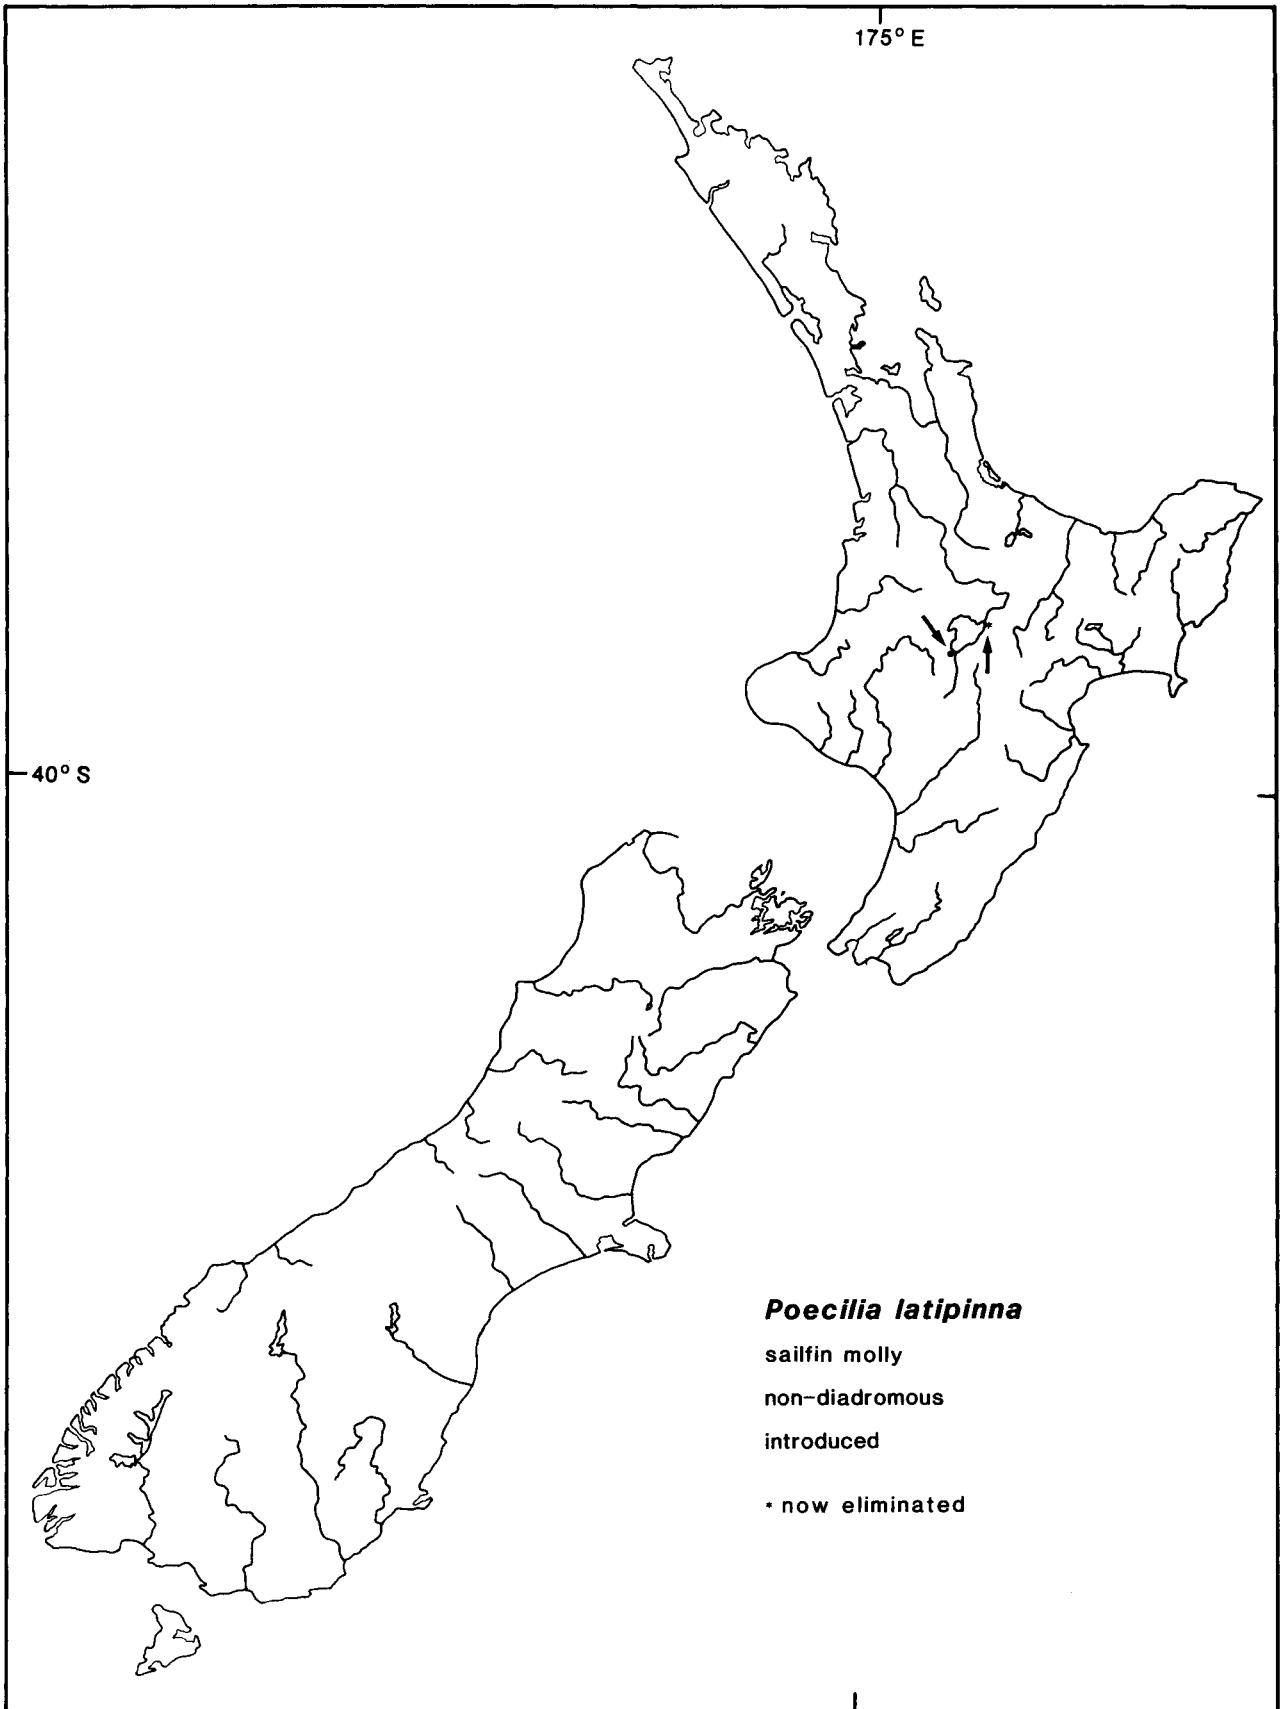 175° E
40° S
Poecilia latipinna
sailfin molly
non-diadromous
introduced
* now eliminated